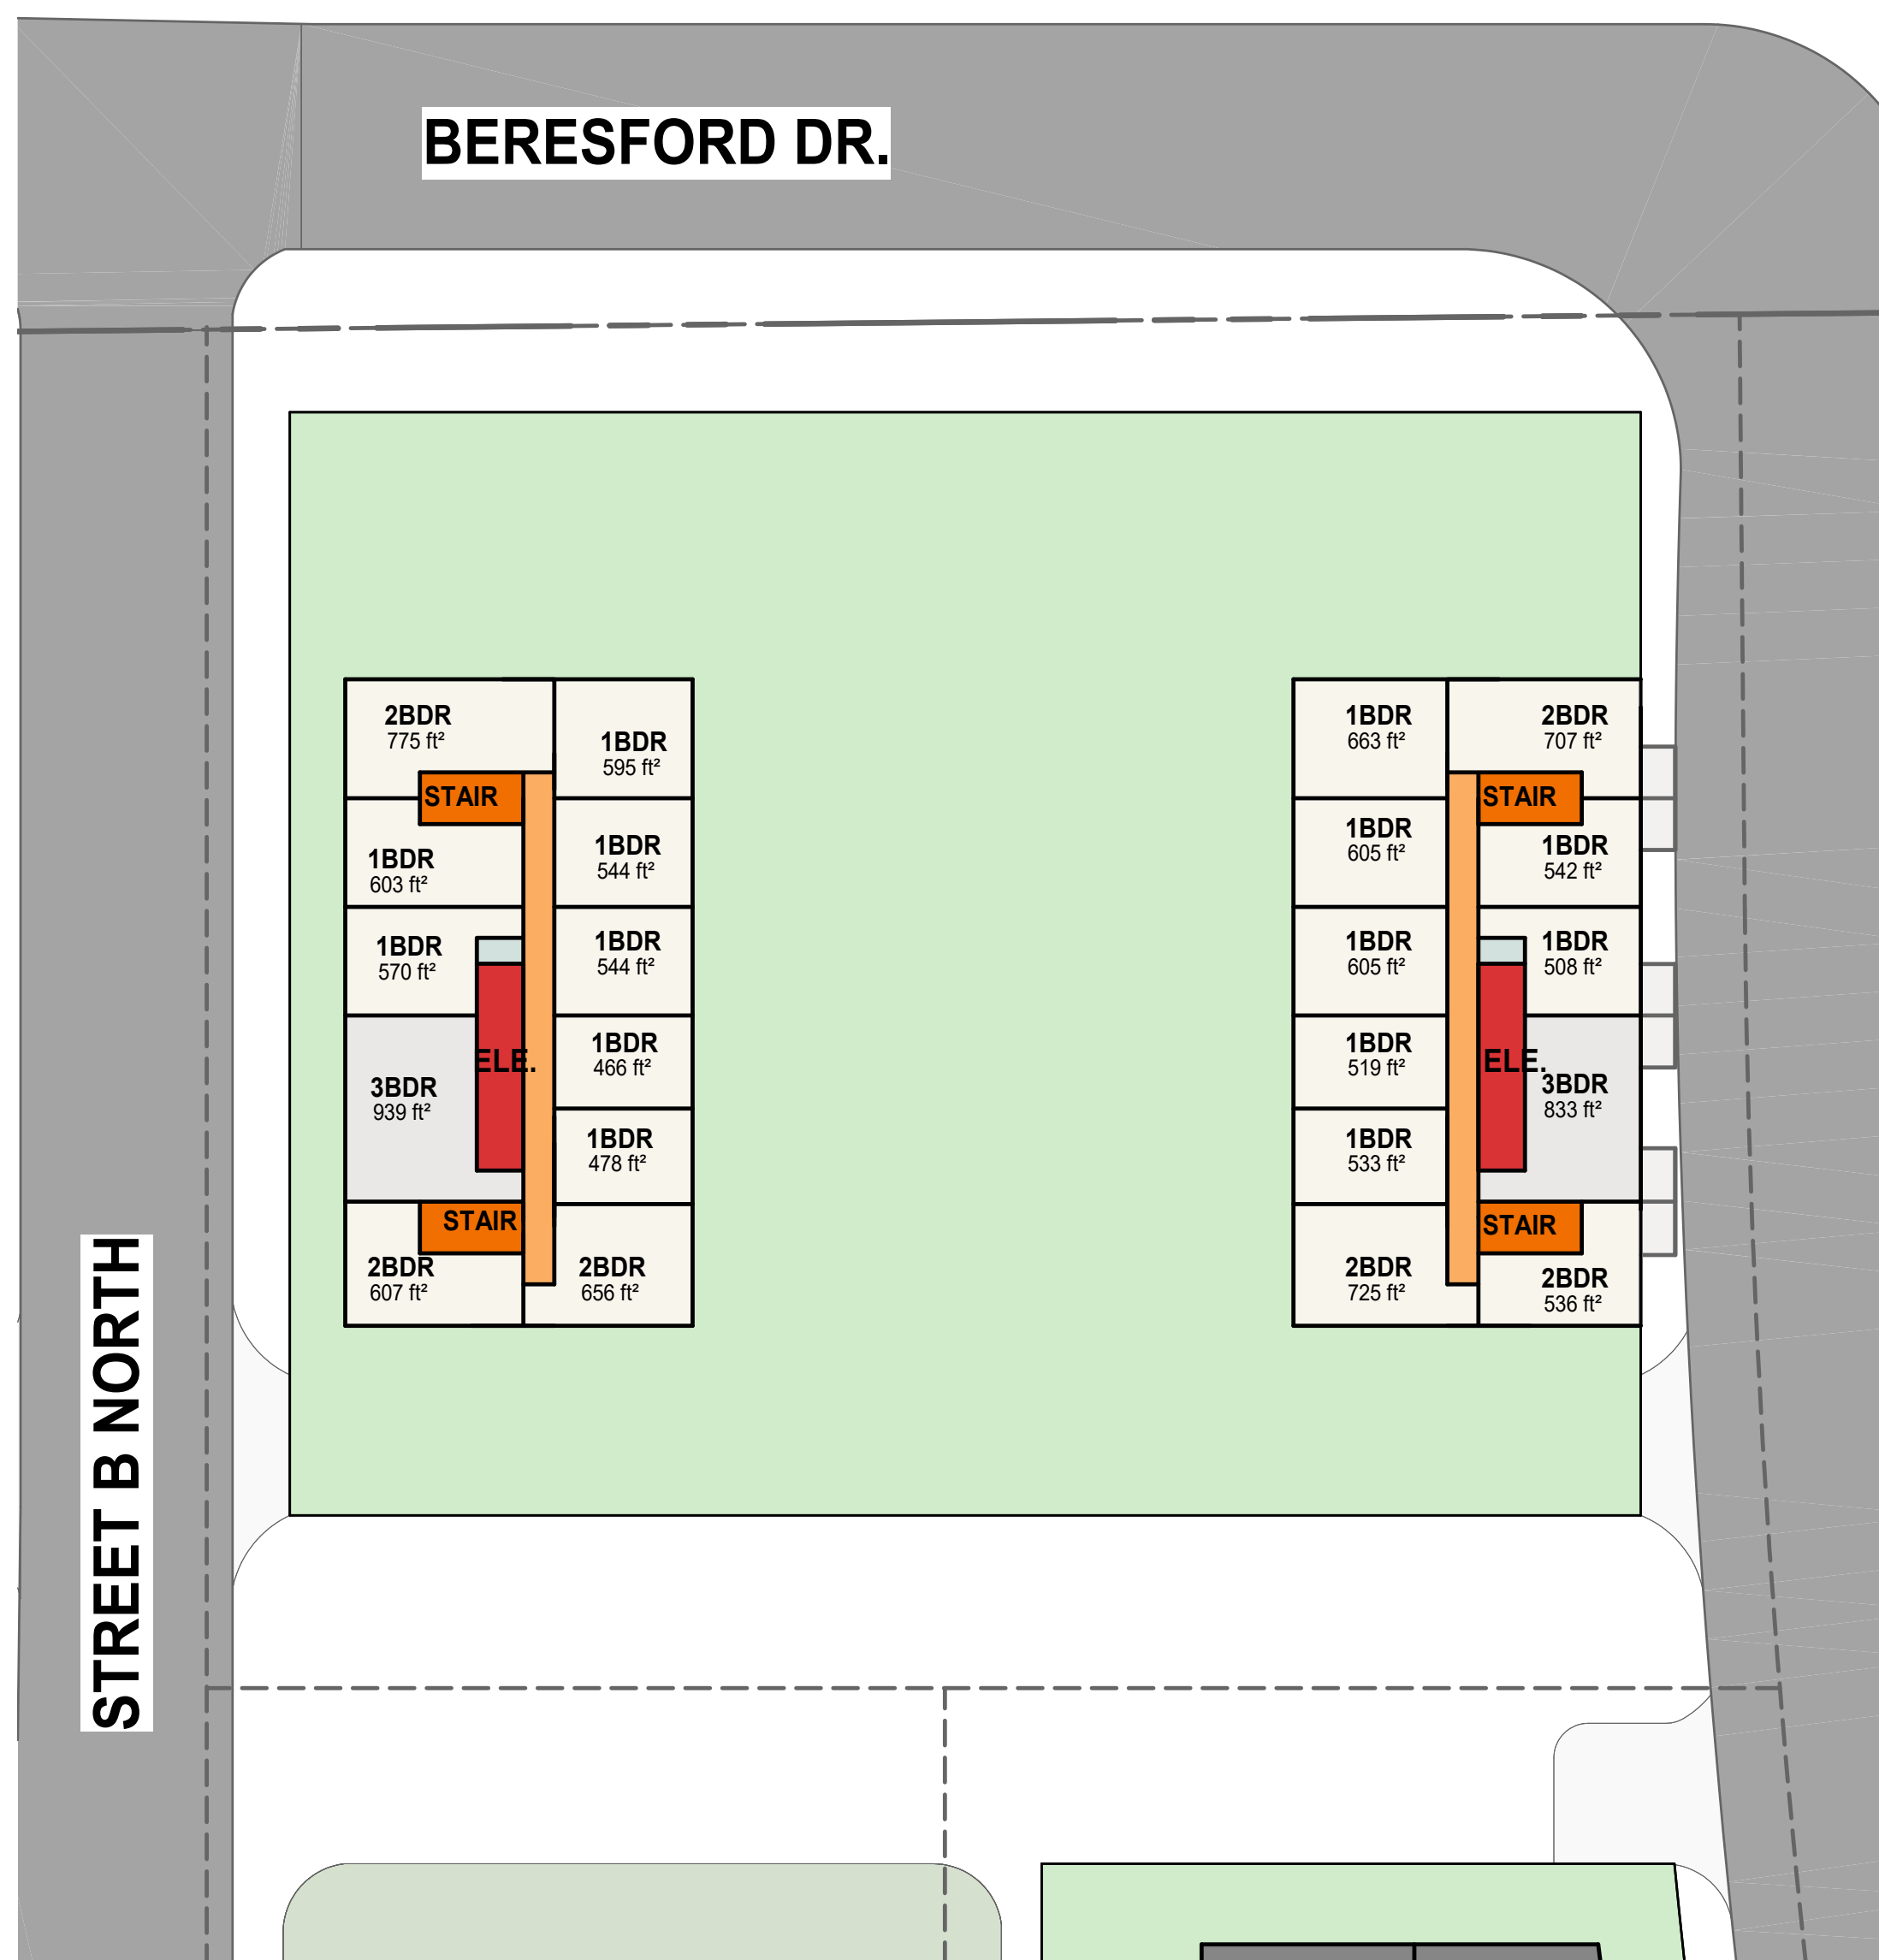 BERESFORD DR.
2BDR
775 ft²
1BDR
595 ft²
STAIR
1BDR
603 ft²
1BDR
544 ft²
1BDR
570 ft²
1BDR
544 ft²
ELE.
1BDR
466 ft²
3BDR
939 ft²
1BDR
478 ft²
STAIR
2BDR
607 ft²
2BDR
656 ft²
1BDR
663 ft²
2BDR
707 ft²
STAIR
1BDR
605 ft²
1BDR
542 ft²
1BDR
605 ft²
1BDR
508 ft²
1BDR
519 ft²
ELE.
3BDR
833 ft²
1BDR
533 ft²
STAIR
2BDR
725 ft²
2BDR
536 ft²
STREET B NORTH